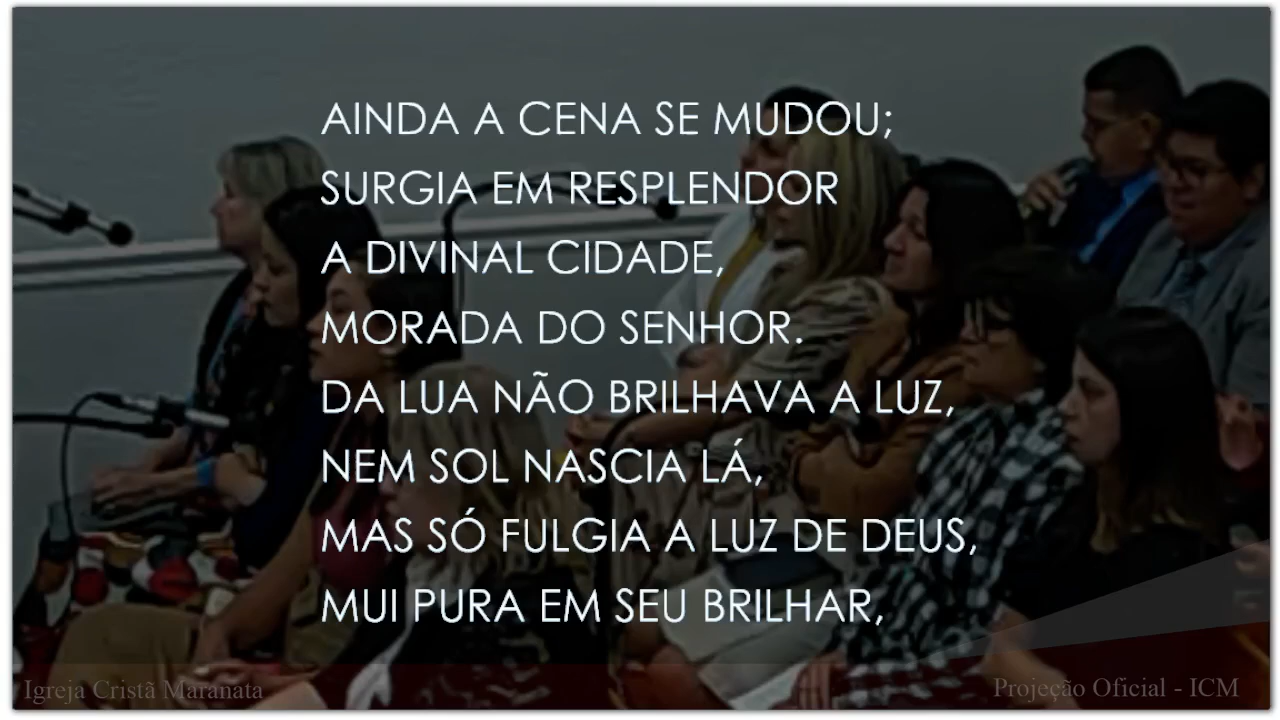 AINDA A CENA SE MUDOU;
SURGIA EM RESPLENDOR
A DIVINAL CIDADE,
MORADA DO SENHOR.
DA LUA NÃO BRILHAVA A LUZ,
NEM SOL NASCIA LÁ,
MAS SÓ FULGIA A LUZ DE DEUS,
MUI PURA EM SEU BRILHAR,
Igreja Cristã Maranata
Projeção Oficial - ICM